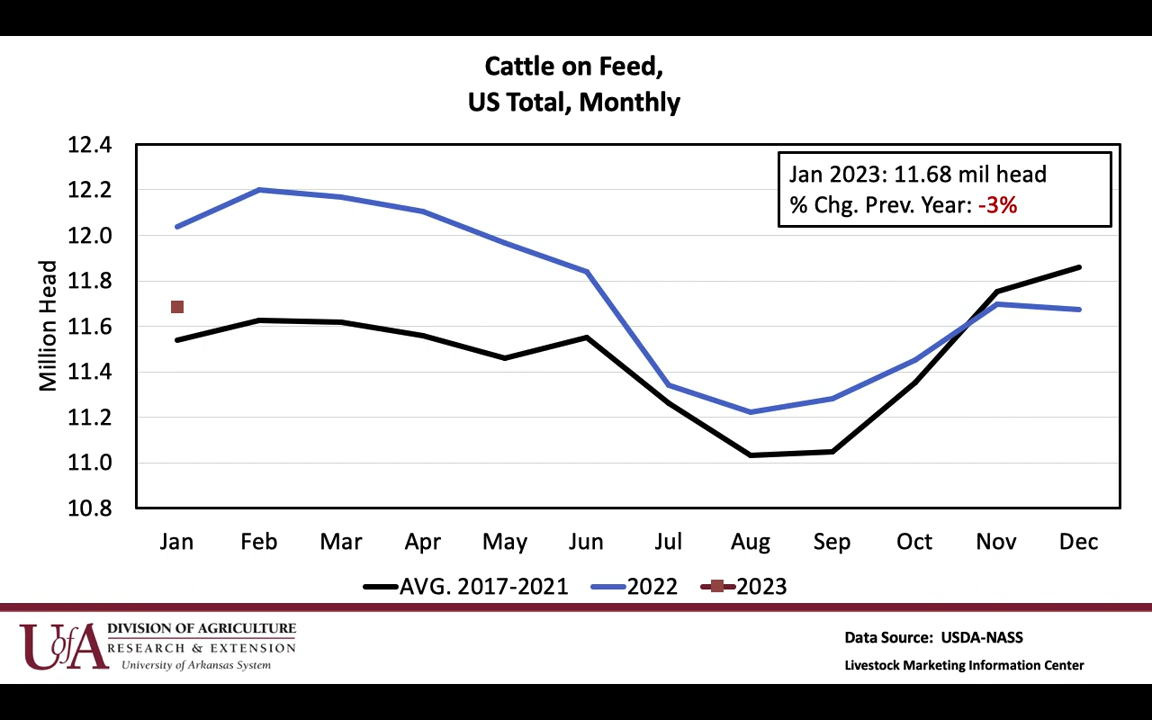 Cattle on Feed,
US Total, Monthly
Jan 2023: 11.68 mil head
% Chg. Prev. Year: -3%
Million Head
12.4
12.2
12.0
11.8
11.6
11.4
11.2
11.0
10.8
Jan Feb Mar Apr May Jun Jul Aug Sep Oct Nov Dec
AVG. 2017-2021 2022 2023
UofA
DIVISION OF AGRICULTURE
RESEARCH & EXTENSION
University of Arkansas System
Data Source: USDA-NASS
Livestock Marketing Information Center